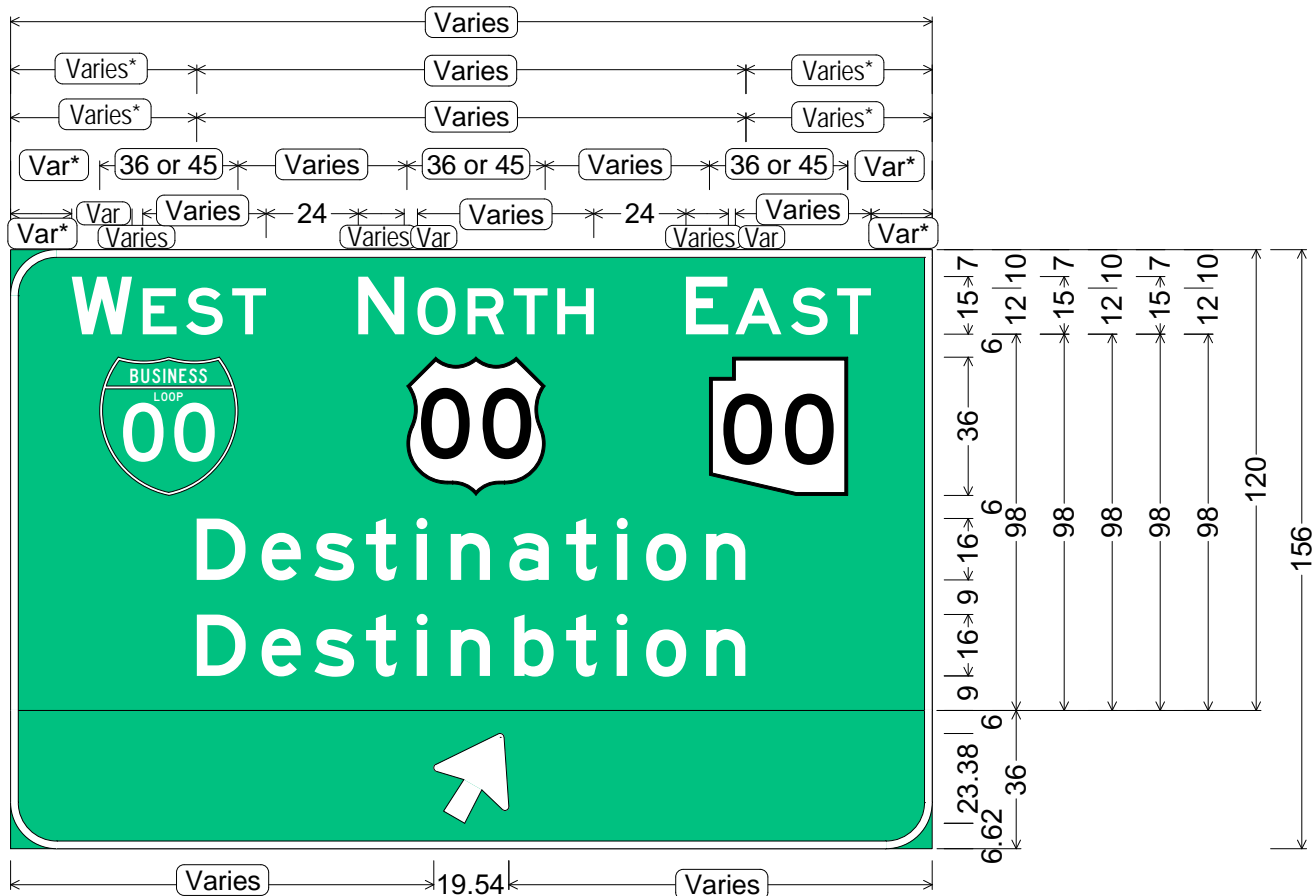 Varies
Varies* Varies Varies*
Varies* Varies Varies*
Var* 36 or 45 Varies 36 or 45 Varies 36 or 45 Var*
Var* Var Varies Varies 24 Varies Var Varies 24 Varies Var Varies Var*
WEST NORTH EAST
BUSINESS
LOOP
00 00 00
Destination
Destinbtion
7 10 7 10 7 10
15 12 15 12 15 12
6
36
6
98 98 98 98 98
120
156
16
9
16
9
6
23.38
36
6.62
Varies 19.54 Varies